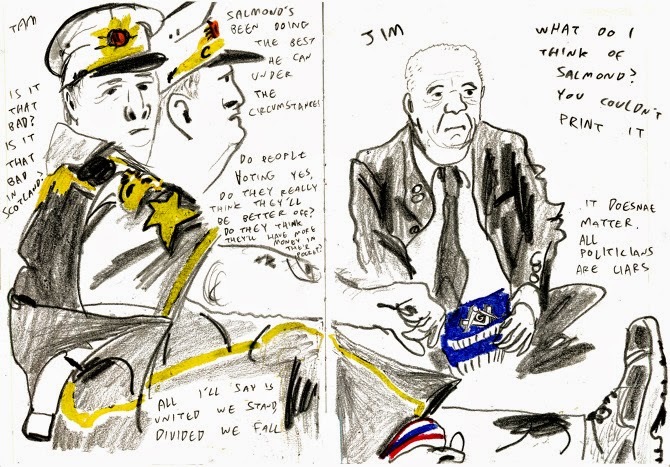 TAM
IS IT
THAT
BAD?
IS IT
THAT
BAD
IN
SCOTLAND?
SALMOND'S
BEEN DOING
THE BEST
HE CAN
UNDER
THE
CIRCUMSTANCES
DO PEOPLE
VOTING YES,
DO THEY REALLY
THINK THEY'LL
BE BETTER OFF?
DO THEY THINK
THEY'LL HAVE MORE
MONEY IN
THEIR
POCKET?
ALL I'LL SAY IS
UNITED WE STAND
DIVIDED WE FALL
JIM
WHAT DO I
THINK OF
SALMOND?
YOU COULDN'T
PRINT IT
IT DOESNAE
MATTER.
ALL
POLITICIANS
ARE LIARS
G